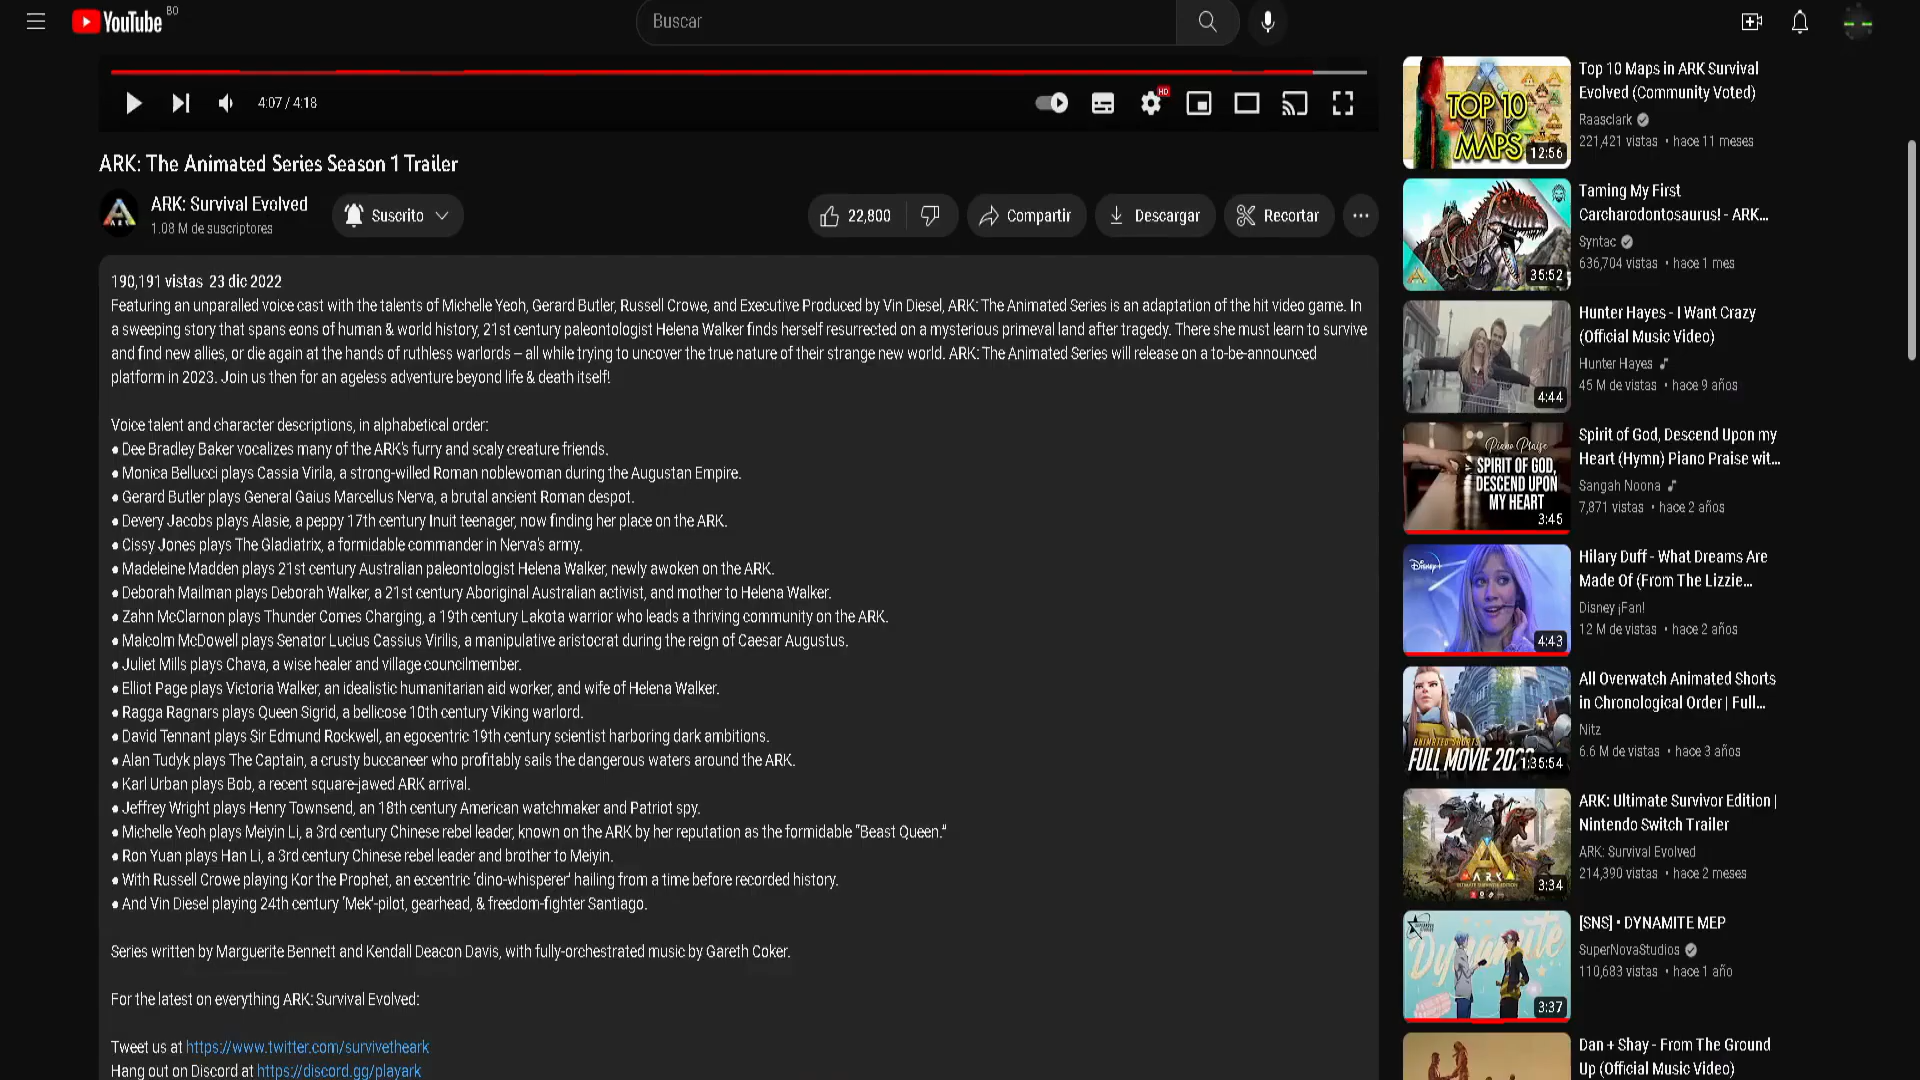 YouTube BO
Buscar
4:07 / 4:18
HD
ARK: The Animated Series Season 1 Trailer
ARK: Survival Evolved
1.08 M de suscriptores
Suscrito
22,800
Compartir
Descargar
Recortar
190,191 vistas 23 dic 2022
Featuring an unparalled voice cast with the talents of Michelle Yeoh, Gerard Butler, Russell Crowe, and Executive Produced by Vin Diesel, ARK: The Animated Series is an adaptation of the hit video game. In
a sweeping story that spans eons of human & world history, 21st century paleontologist Helena Walker finds herself resurrected on a mysterious primeval land after tragedy. There she must learn to survive
and find new allies, or die again at the hands of ruthless warlords – all while trying to uncover the true nature of their strange new world. ARK: The Animated Series will release on a to-be-announced
platform in 2023. Join us then for an ageless adventure beyond life & death itself!
Voice talent and character descriptions, in alphabetical order:
● Dee Bradley Baker vocalizes many of the ARK's furry and scaly creature friends.
● Monica Bellucci plays Cassia Virila, a strong-willed Roman noblewoman during the Augustan Empire.
● Gerard Butler plays General Gaius Marcellus Nerva, a brutal ancient Roman despot.
● Devery Jacobs plays Alasie, a peppy 17th century Inuit teenager, now finding her place on the ARK.
● Cissy Jones plays The Gladiatrix, a formidable commander in Nerva's army.
● Madeleine Madden plays 21st century Australian paleontologist Helena Walker, newly awoken on the ARK.
● Deborah Mailman plays Deborah Walker, a 21st century Aboriginal Australian activist, and mother to Helena Walker.
● Zahn McClarnon plays Thunder Comes Charging, a 19th century Lakota warrior who leads a thriving community on the ARK.
● Malcolm McDowell plays Senator Lucius Cassius Virilis, a manipulative aristocrat during the reign of Caesar Augustus.
● Juliet Mills plays Chava, a wise healer and village councilmember.
● Elliot Page plays Victoria Walker, an idealistic humanitarian aid worker, and wife of Helena Walker.
● Ragga Ragnars plays Queen Sigrid, a bellicose 10th century Viking warlord.
● David Tennant plays Sir Edmund Rockwell, an egocentric 19th century scientist harboring dark ambitions.
● Alan Tudyk plays The Captain, a crusty buccaneer who profitably sails the dangerous waters around the ARK.
● Karl Urban plays Bob, a recent square-jawed ARK arrival.
● Jeffrey Wright plays Henry Townsend, an 18th century American watchmaker and Patriot spy.
● Michelle Yeoh plays Meiyin Li, a 3rd century Chinese rebel leader, known on the ARK by her reputation as the formidable "Beast Queen."
● Ron Yuan plays Han Li, a 3rd century Chinese rebel leader and brother to Meiyin.
● With Russell Crowe playing Kor the Prophet, an eccentric 'dino-whisperer' hailing from a time before recorded history.
● And Vin Diesel playing 24th century 'Mek'-pilot, gearhead, & freedom-fighter Santiago.
Series written by Marguerite Bennett and Kendall Deacon Davis, with fully-orchestrated music by Gareth Coker.
For the latest on everything ARK: Survival Evolved:
Tweet us at https://www.twitter.com/survivetheark
Hang out on Discord at https://discord.gg/playark
TOP 10
ARK
MAPS
12:56
Top 10 Maps in ARK Survival
Evolved (Community Voted)
Raasclark
221,421 vistas • hace 11 meses
35:52
Taming My First
Carcharodontosaurus! - ARK...
Syntac
636,704 vistas • hace 1 mes
4:44
Hunter Hayes - I Want Crazy
(Official Music Video)
Hunter Hayes
45 M de vistas • hace 9 años
Piano Praise
SPIRIT OF GOD,
DESCEND UPON
MY HEART
3:45
Spirit of God, Descend Upon my
Heart (Hymn) Piano Praise wit...
Sangah Noona
7,871 vistas • hace 2 años
Disney+
4:43
Hilary Duff - What Dreams Are
Made Of (From The Lizzie...
Disney ¡Fan!
12 M de vistas • hace 2 años
ANIMATED SHORTS
FULL MOVIE 20
1:35:54
All Overwatch Animated Shorts
in Chronological Order | Full...
Nitz
6.6 M de vistas • hace 3 años
ARK
ULTIMATE SURVIVOR EDITION
3:34
ARK: Ultimate Survivor Edition |
Nintendo Switch Trailer
ARK: Survival Evolved
214,390 vistas • hace 2 meses
Dynamite
3:37
[SNS] • DYNAMITE MEP
SuperNovaStudios
110,683 vistas • hace 1 año
Dan + Shay - From The Ground
Up (Official Music Video)